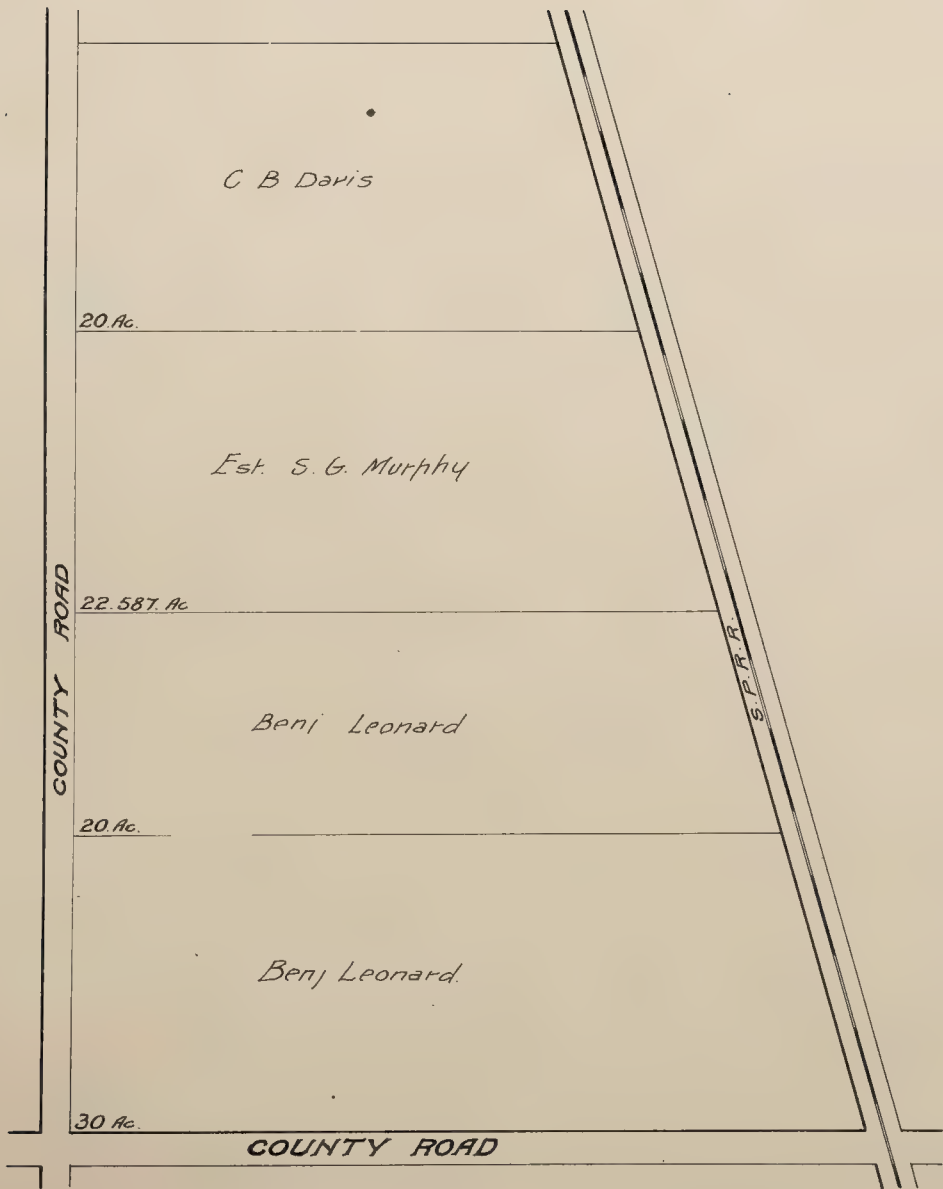 C B Davis
20 Ac.
Est. S. G. Murphy
22.587. Ac
COUNTY ROAD
S. P. R. R.
Benj Leonard
20 Ac.
Benj Leonard.
30 Ac.
COUNTY ROAD